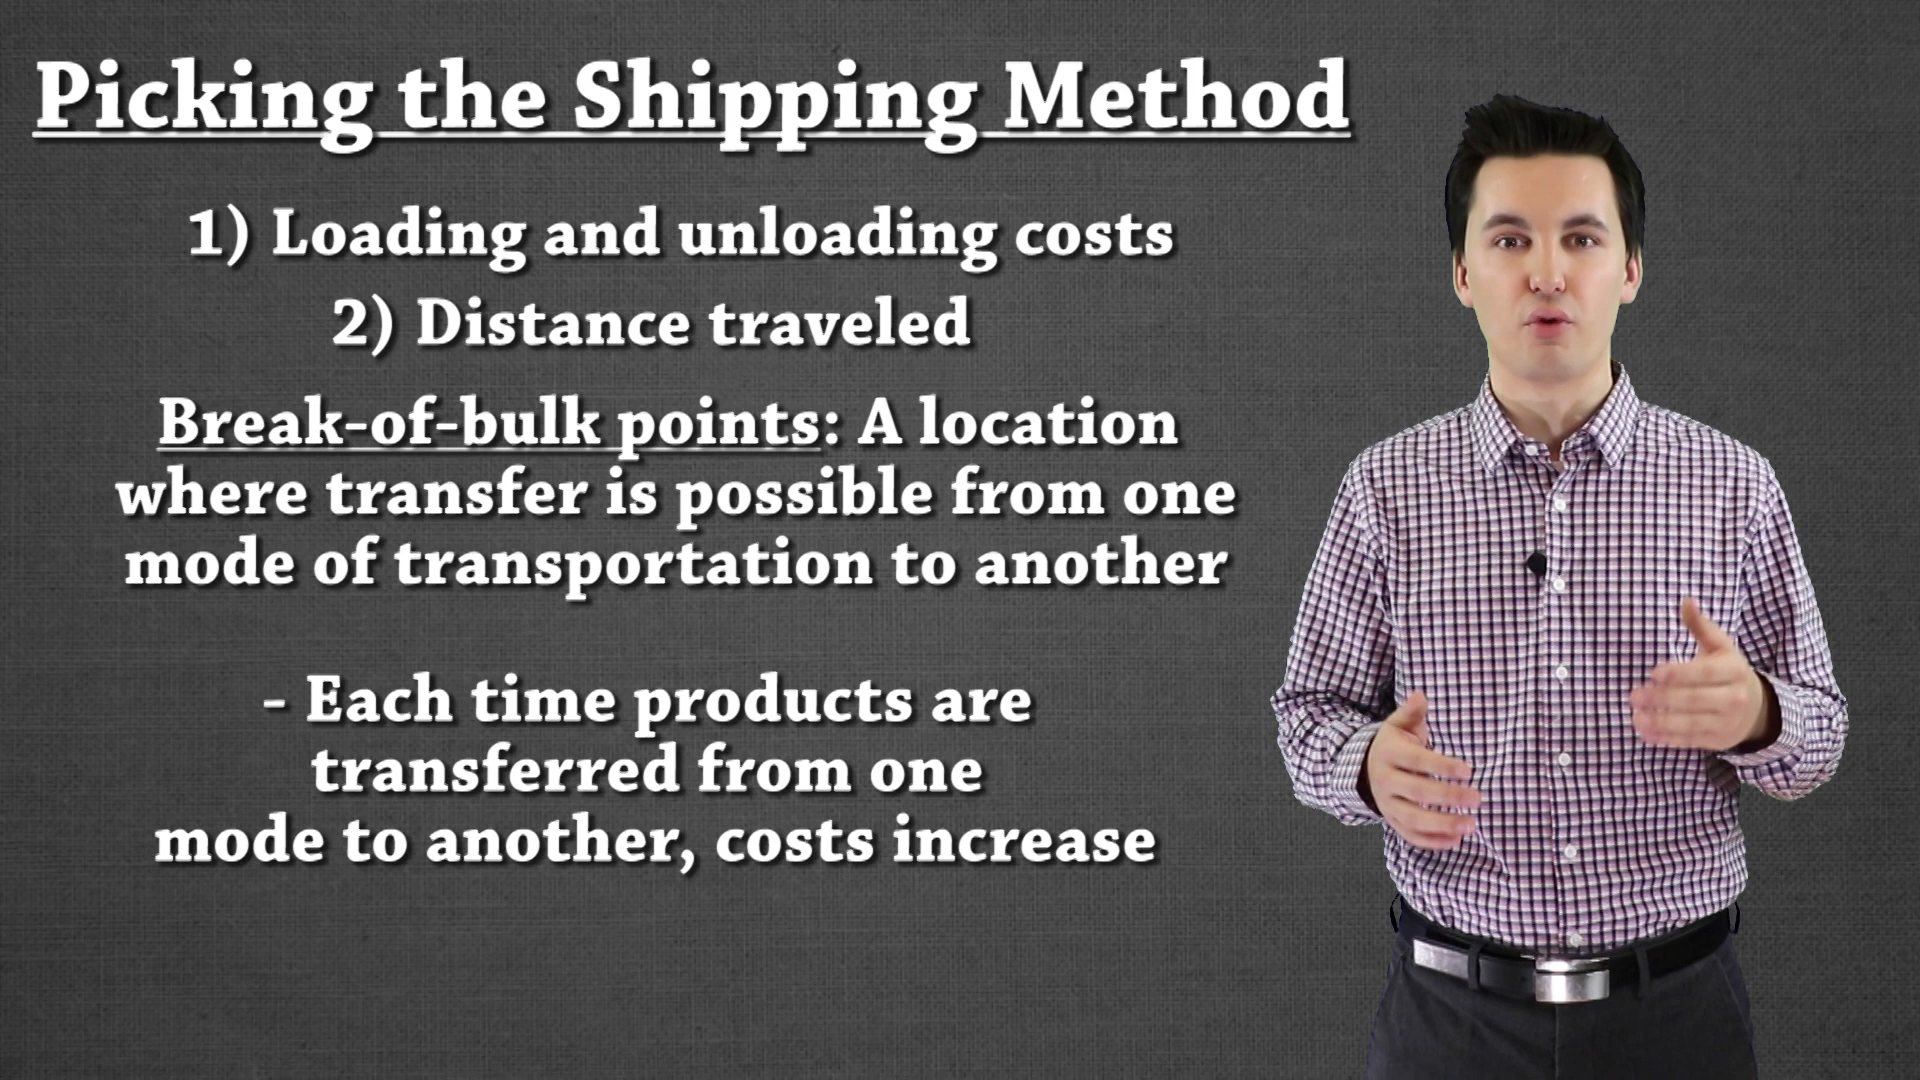 Picking the Shipping Method
1) Loading and unloading costs
2) Distance traveled
Break-of-bulk points: A location
where transfer is possible from one
mode of transportation to another
- Each time products are
transferred from one
mode to another, costs increase